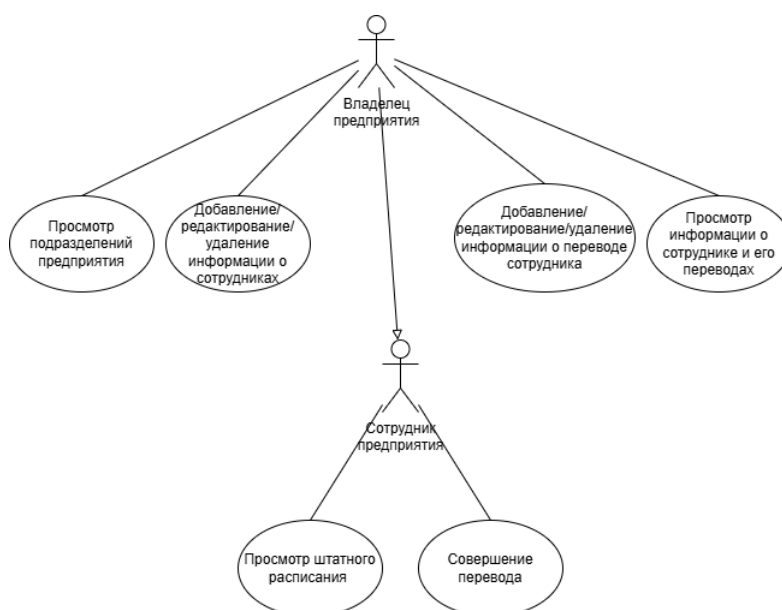 Владелец
предприятия
Просмотр
подразделений
предприятия
Добавление/
редактирование/
удаление
информации о
сотрудниках
Добавление/
редактирование/удаление
информации о переводе
сотрудника
Просмотр
информации о
сотруднике и его
переводах
Сотрудник
предприятия
Просмотр штатного
расписания
Совершение
перевода